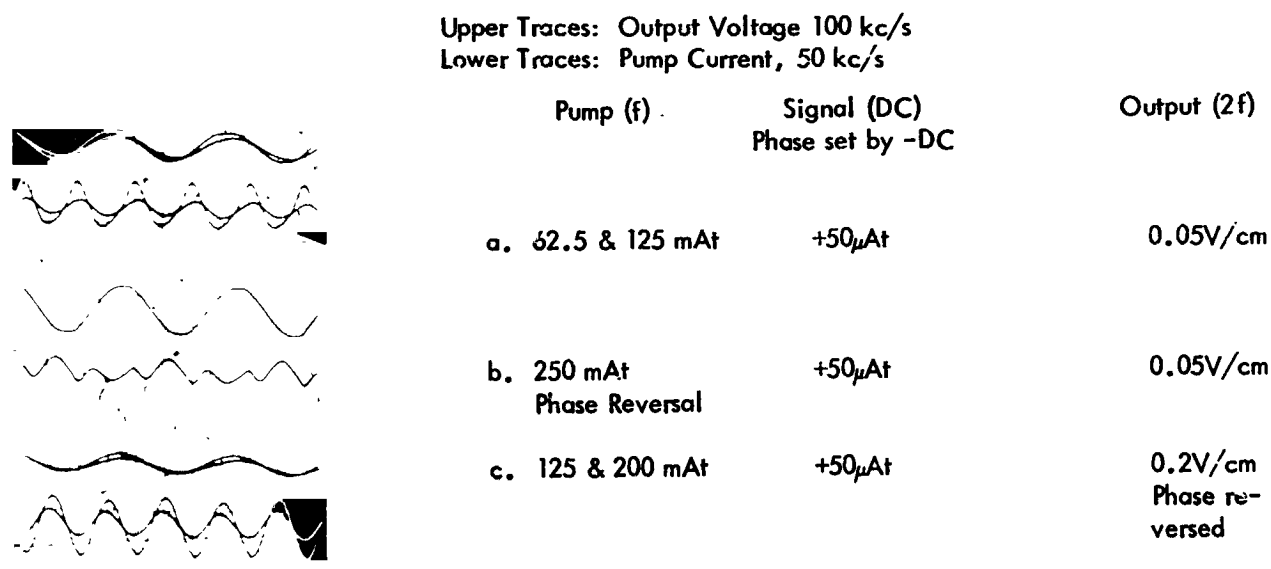 Upper Traces: Output Voltage 100 kc/s
Lower Traces: Pump Current, 50 kc/s
Pump (f) Signal (DC) Output (2f)
Phase set by -DC
a. 62.5 & 125 mAt +50μAt 0.05V/cm
b. 250 mAt +50μAt 0.05V/cm
Phase Reversal
c. 125 & 200 mAt +50μAt 0.2V/cm
Phase re-
versed